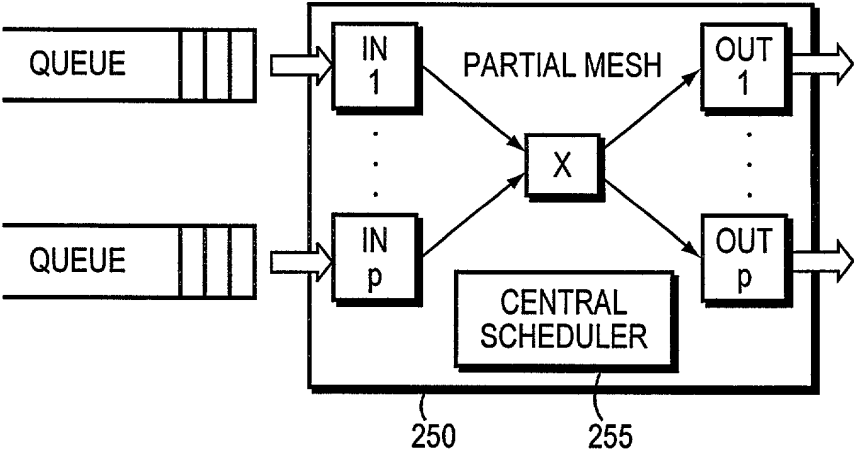 QUEUE
IN
1
PARTIAL MESH
OUT
1
X
QUEUE
IN
p
OUT
p
CENTRAL
SCHEDULER
250
255